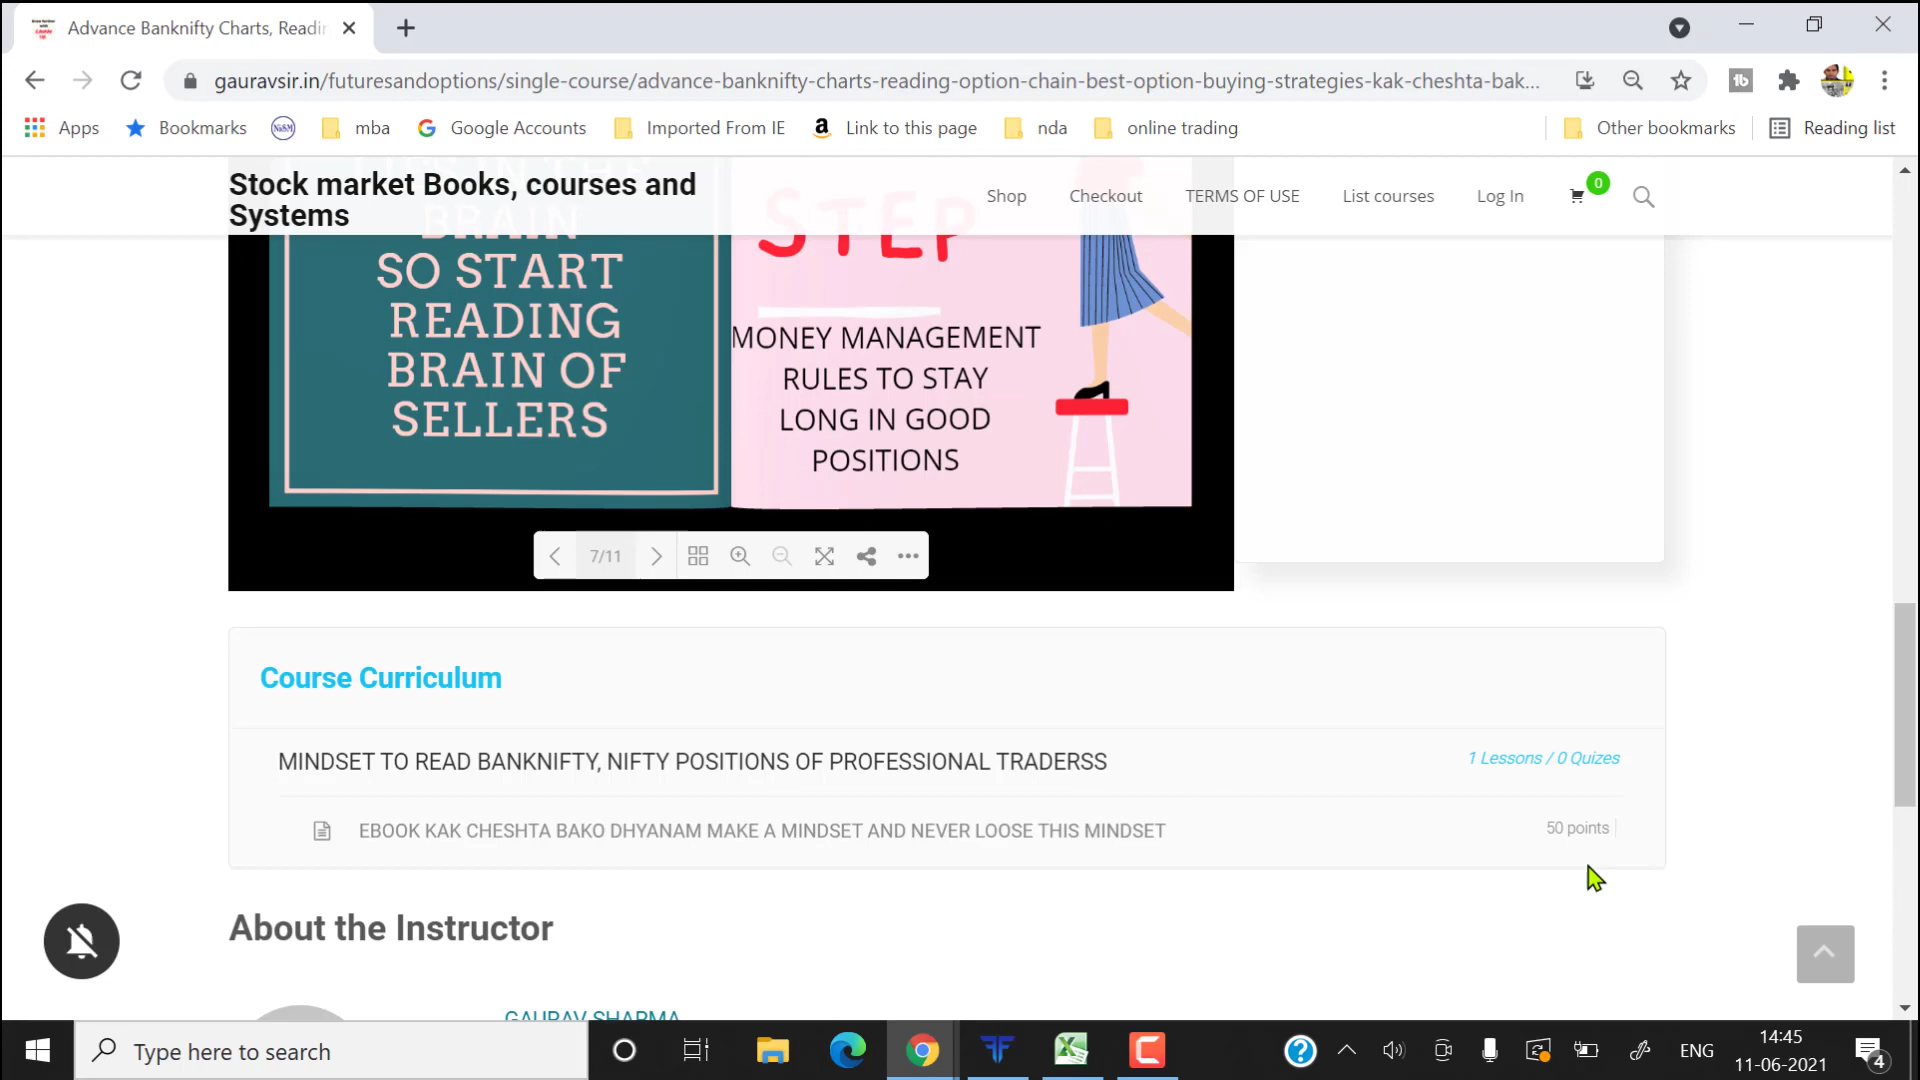 Advance Banknifty Charts, Readin
gauravsir.in/futuresandoptions/single-course/advance-banknifty-charts-reading-option-chain-best-option-buying-strategies-kak-cheshta-bak...
Apps
Bookmarks
NiSM
mba
Google Accounts
Imported From IE
Link to this page
nda
online trading
Other bookmarks
Reading list
Stock market Books, courses and
Systems
Shop
Checkout
TERMS OF USE
List courses
Log In
0
BRAIN
SO START
READING
BRAIN OF
SELLERS
STEP
MONEY MANAGEMENT
RULES TO STAY
LONG IN GOOD
POSITIONS
7/11
Course Curriculum
MINDSET TO READ BANKNIFTY, NIFTY POSITIONS OF PROFESSIONAL TRADERSS
1 Lessons / 0 Quizes
EBOOK KAK CHESHTA BAKO DHYANAM MAKE A MINDSET AND NEVER LOOSE THIS MINDSET
50 points
About the Instructor
GAURAV SHARMA
Type here to search
ENG
14:45
11-06-2021
4